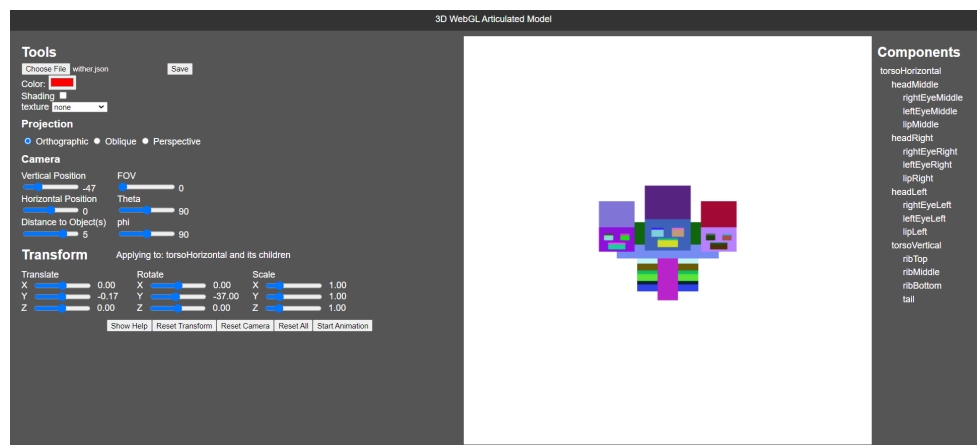 3D WebGL Articulated Model
Tools
Choose File wither.json Save
Color:
Shading
texture none
Projection
Orthographic Oblique Perspective
Camera
Vertical Position FOV
-47 0
Horizontal Position Theta
0 90
Distance to Object(s) phi
5 90
Transform Applying to: torsoHorizontal and its children
Translate Rotate Scale
X 0.00 X 0.00 X 1.00
Y -0.17 Y -37.00 Y 1.00
Z 0.00 Z 0.00 Z 1.00
Show Help Reset Transform Reset Camera Reset All Start Animation
Components
torsoHorizontal
headMiddle
rightEyeMiddle
leftEyeMiddle
lipMiddle
headRight
rightEyeRight
leftEyeRight
lipRight
headLeft
rightEyeLeft
leftEyeLeft
lipLeft
torsoVertical
ribTop
ribMiddle
ribBottom
tail